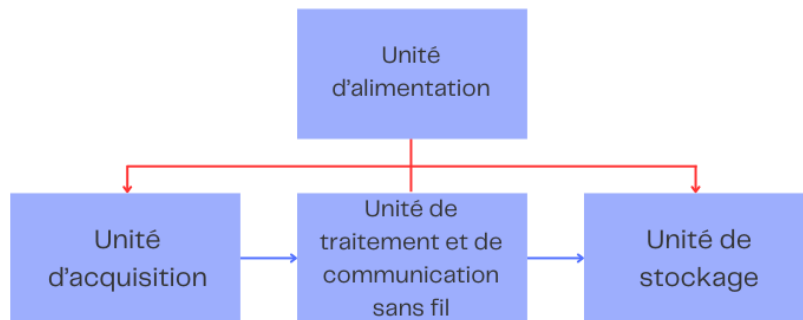 Unité
d’alimentation
Unité
d’acquisition
Unité de
traitement et de
communication
sans fil
Unité de
stockage